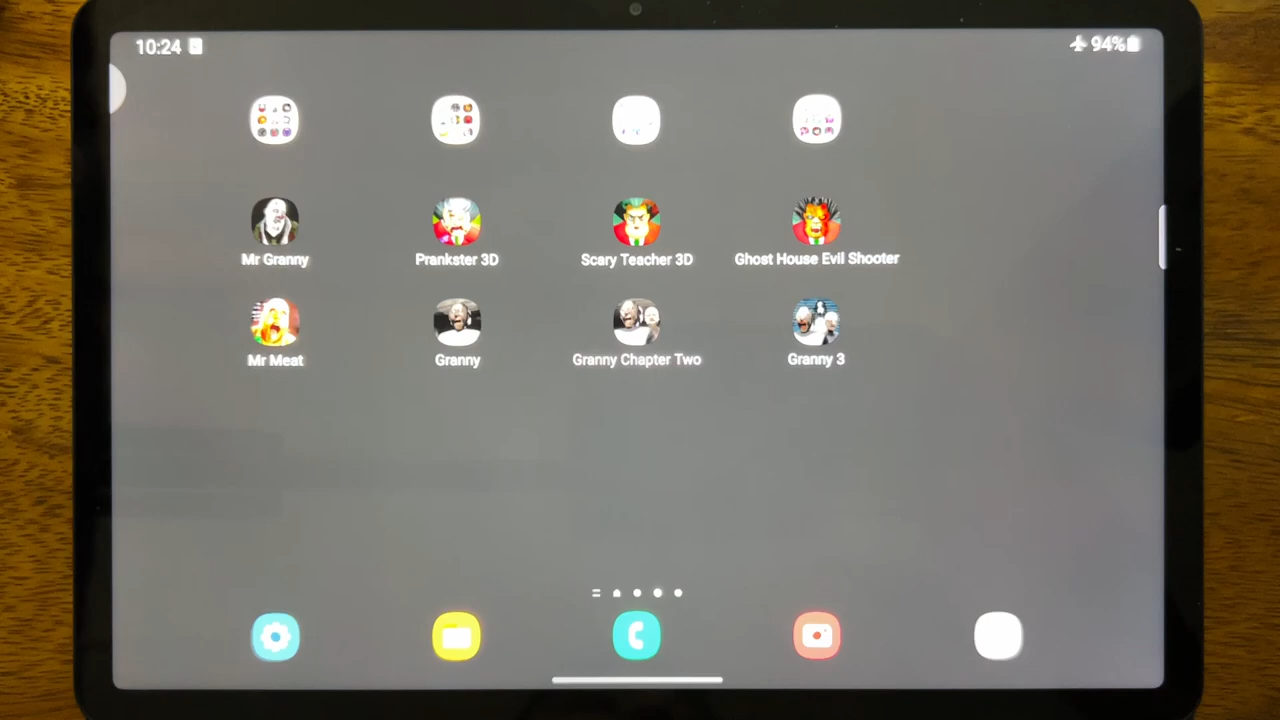 10:24
94%
Mr Granny
Prankster 3D
Scary Teacher 3D
Ghost House Evil Shooter
Mr Meat
Granny
Granny Chapter Two
Granny 3